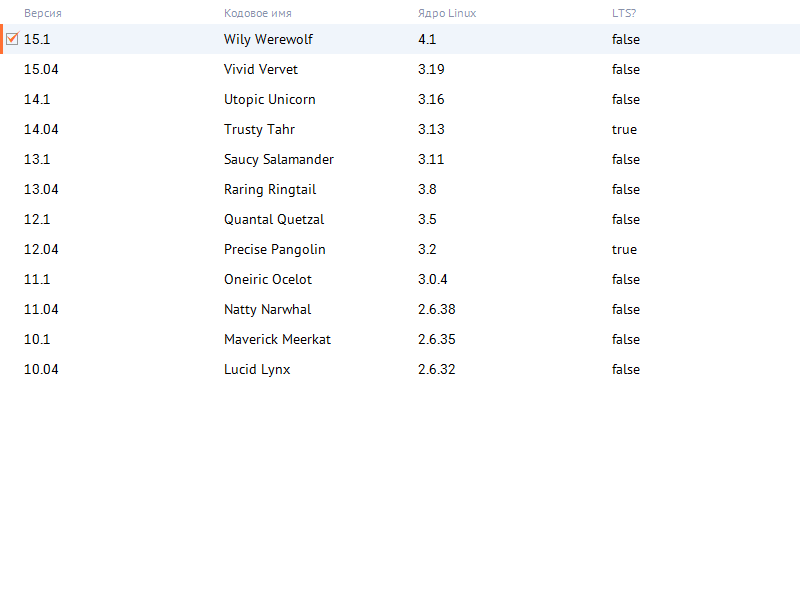 Версия Кодовое имя Ядро Linux LTS?
15.1 Wily Werewolf 4.1 false
15.04 Vivid Vervet 3.19 false
14.1 Utopic Unicorn 3.16 false
14.04 Trusty Tahr 3.13 true
13.1 Saucy Salamander 3.11 false
13.04 Raring Ringtail 3.8 false
12.1 Quantal Quetzal 3.5 false
12.04 Precise Pangolin 3.2 true
11.1 Oneiric Ocelot 3.0.4 false
11.04 Natty Narwhal 2.6.38 false
10.1 Maverick Meerkat 2.6.35 false
10.04 Lucid Lynx 2.6.32 false